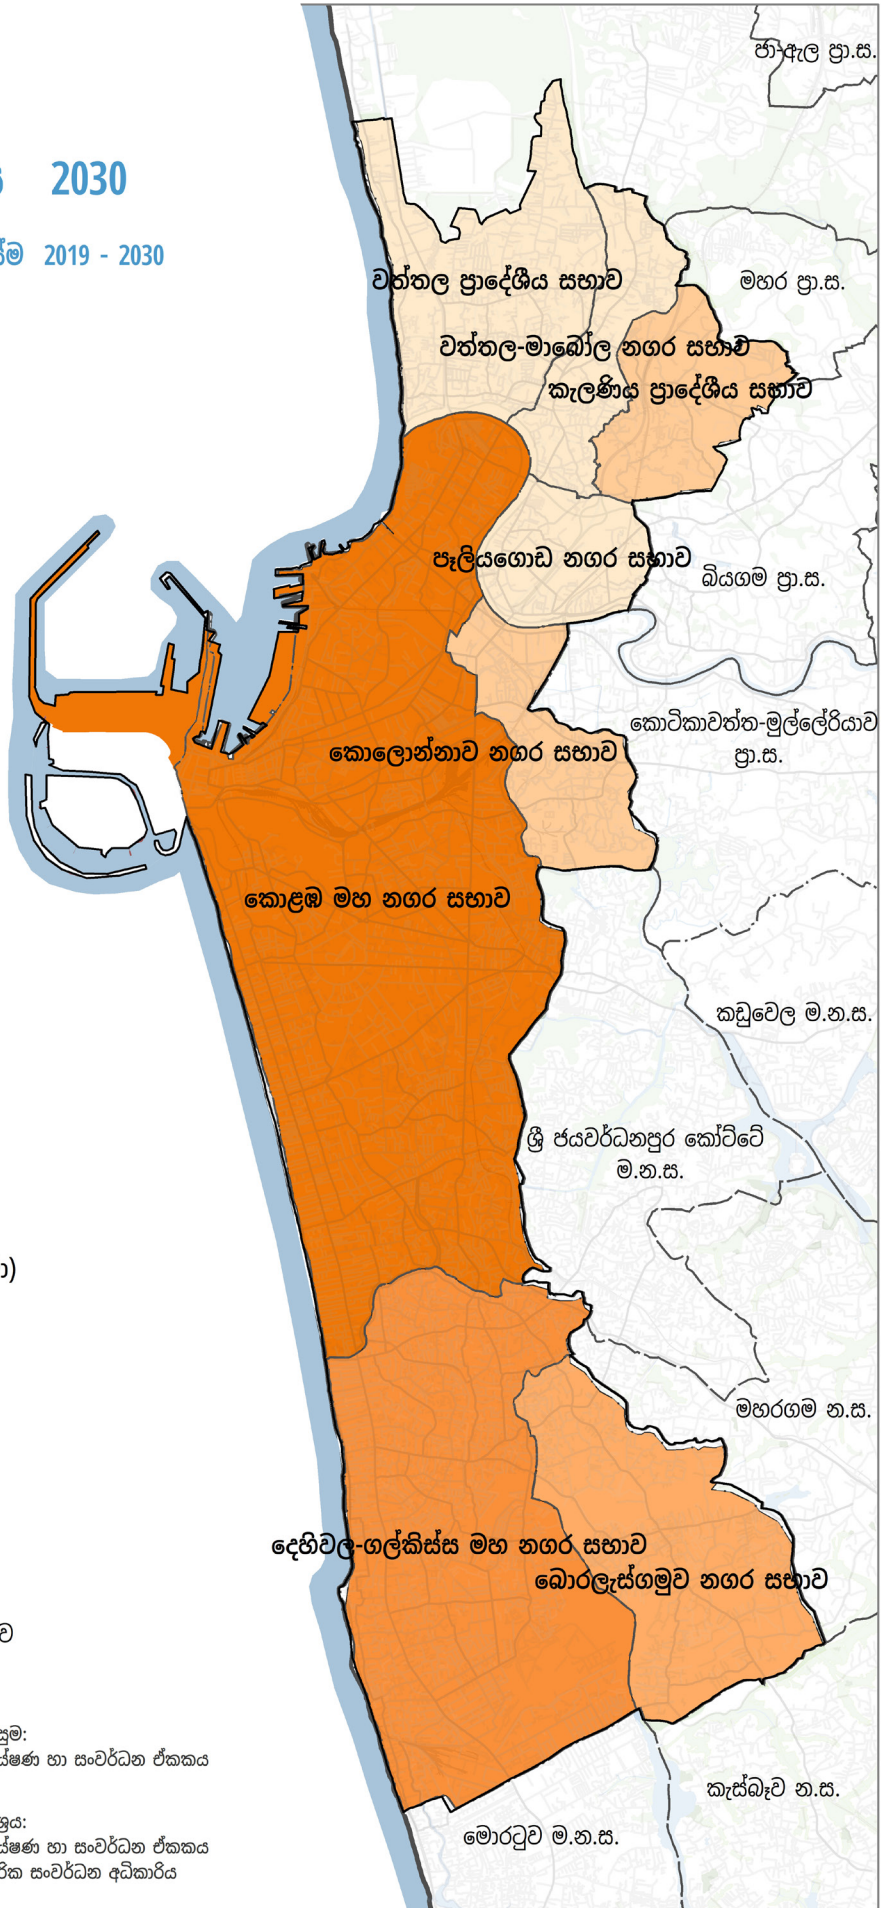 ජා-ඇල ප්‍රා.ස.
2030
2019 - 2030
වත්තල ප්‍රාදේශීය සභාව
මහර ප්‍රා.ස.
වත්තල-මාබෝල නගර සභාව
කැලණිය ප්‍රාදේශීය සභාව
පෑලියගොඩ නගර සභාව
බියගම ප්‍රා.ස.
කොටිකාවත්ත-මුල්ලේරියාව
ප්‍රා.ස.
කොලොන්නාව නගර සභාව
කොළඹ මහ නගර සභාව
කඩුවෙල ම.න.ස.
ශ්‍රී ජයවර්ධනපුර කෝට්ටේ
ම.න.ස.
මහරගම න.ස.
දෙහිවල-ගල්කිස්ස මහ නගර සභාව
බොරලැස්ගමුව නගර සභාව
හා සංවර්ධන ඒකකය
කැස්බෑව න.ස.
මොරටුව ම.න.ස.
හා සංවර්ධන ඒකකය
සංවර්ධන අධිකාරිය